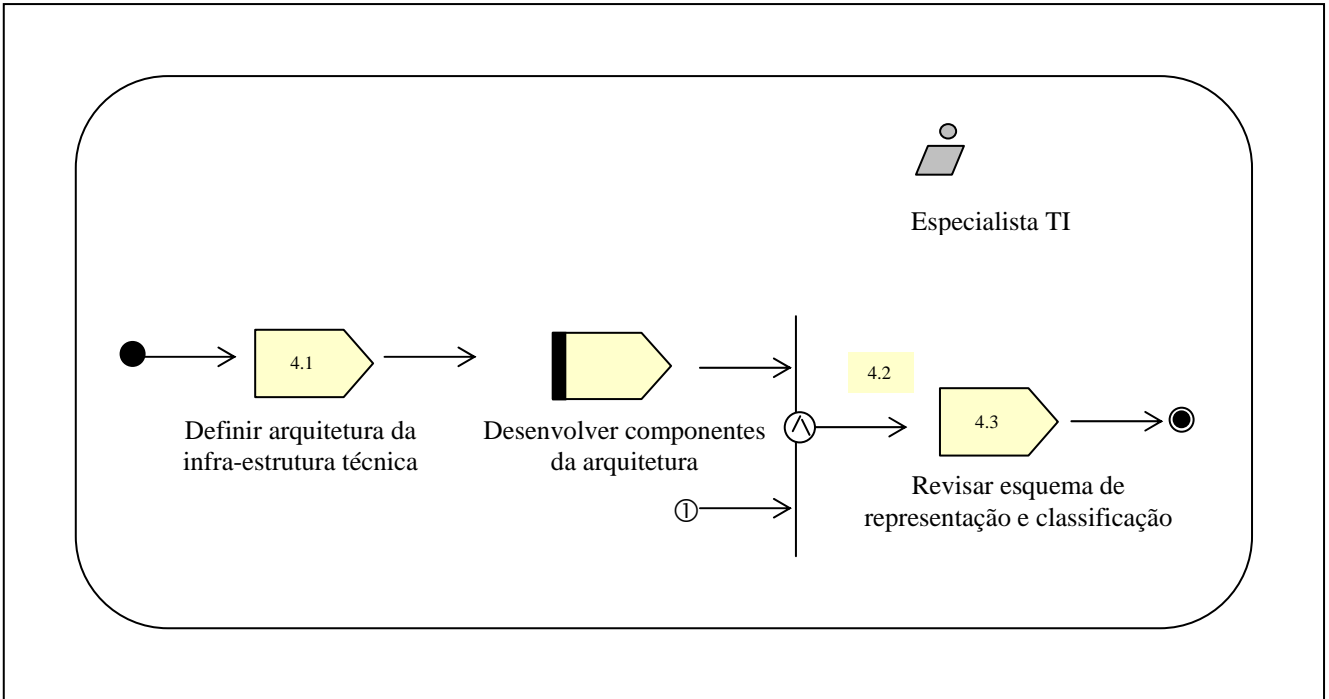 Especialista TI
4.1
Definir arquitetura da
infra-estrutura técnica
Desenvolver componentes
da arquitetura
①
4.2
4.3
Revisar esquema de
representação e classificação